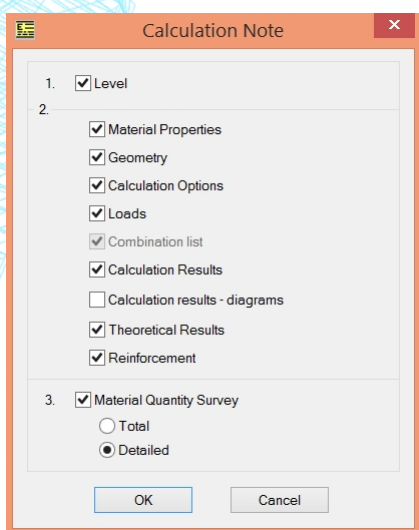 Calculation Note
1. Level
2.
Material Properties
Geometry
Calculation Options
Loads
Combination list
Calculation Results
Calculation results - diagrams
Theoretical Results
Reinforcement
3. Material Quantity Survey
Total
Detailed
OK Cancel